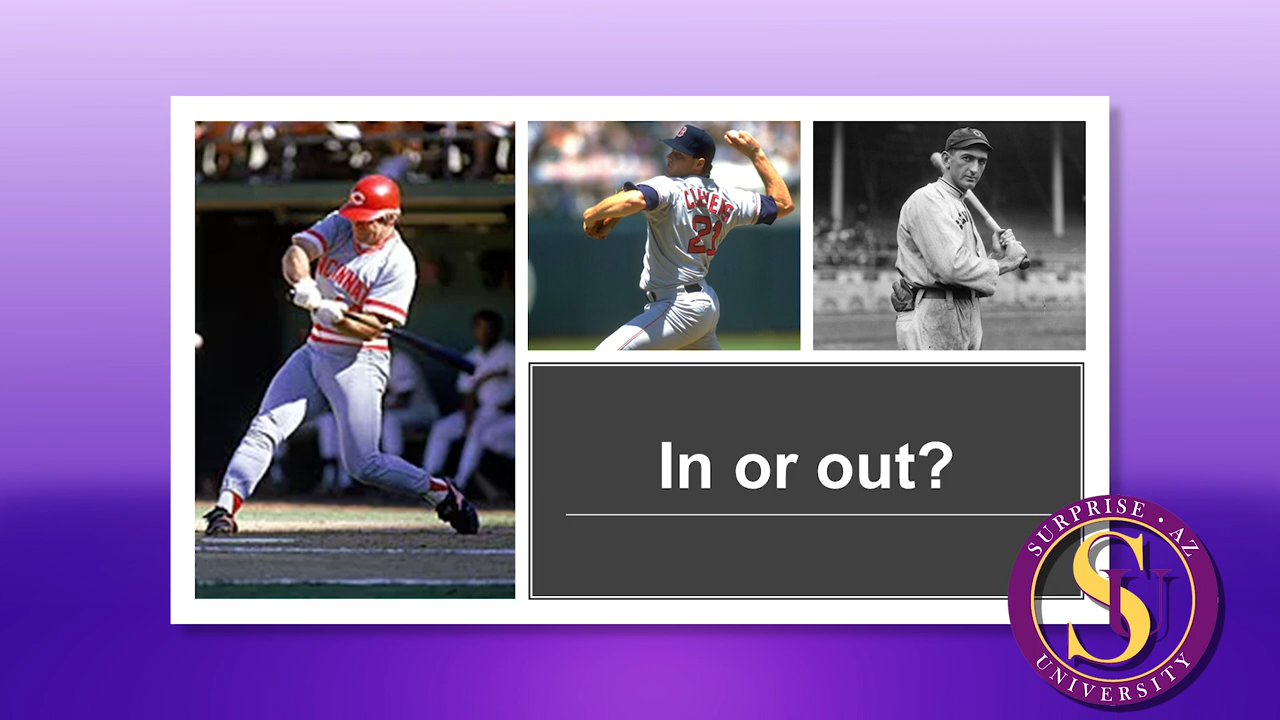 CINCINNATI
CLEMENS
21
In or out?
SURPRISE · AZ
SU
UNIVERSITY